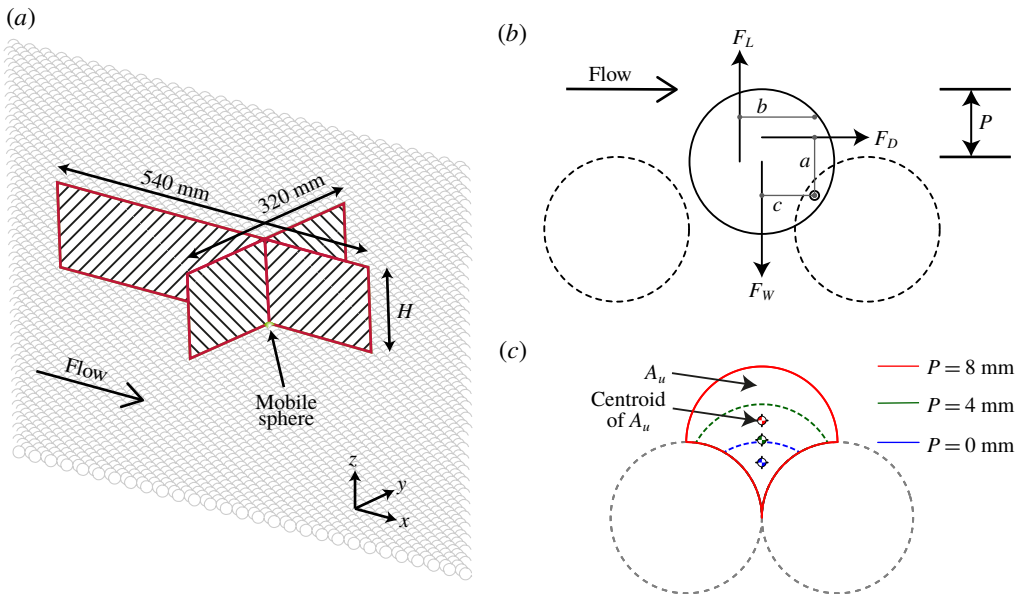 (a)
540 mm
320 mm
H
Flow
Mobile
sphere
z
y
x
(b)
F_L
Flow
b
P
F_D
a
c
F_W
(c)
A_u
P = 8 mm
Centroid
of A_u
P = 4 mm
P = 0 mm